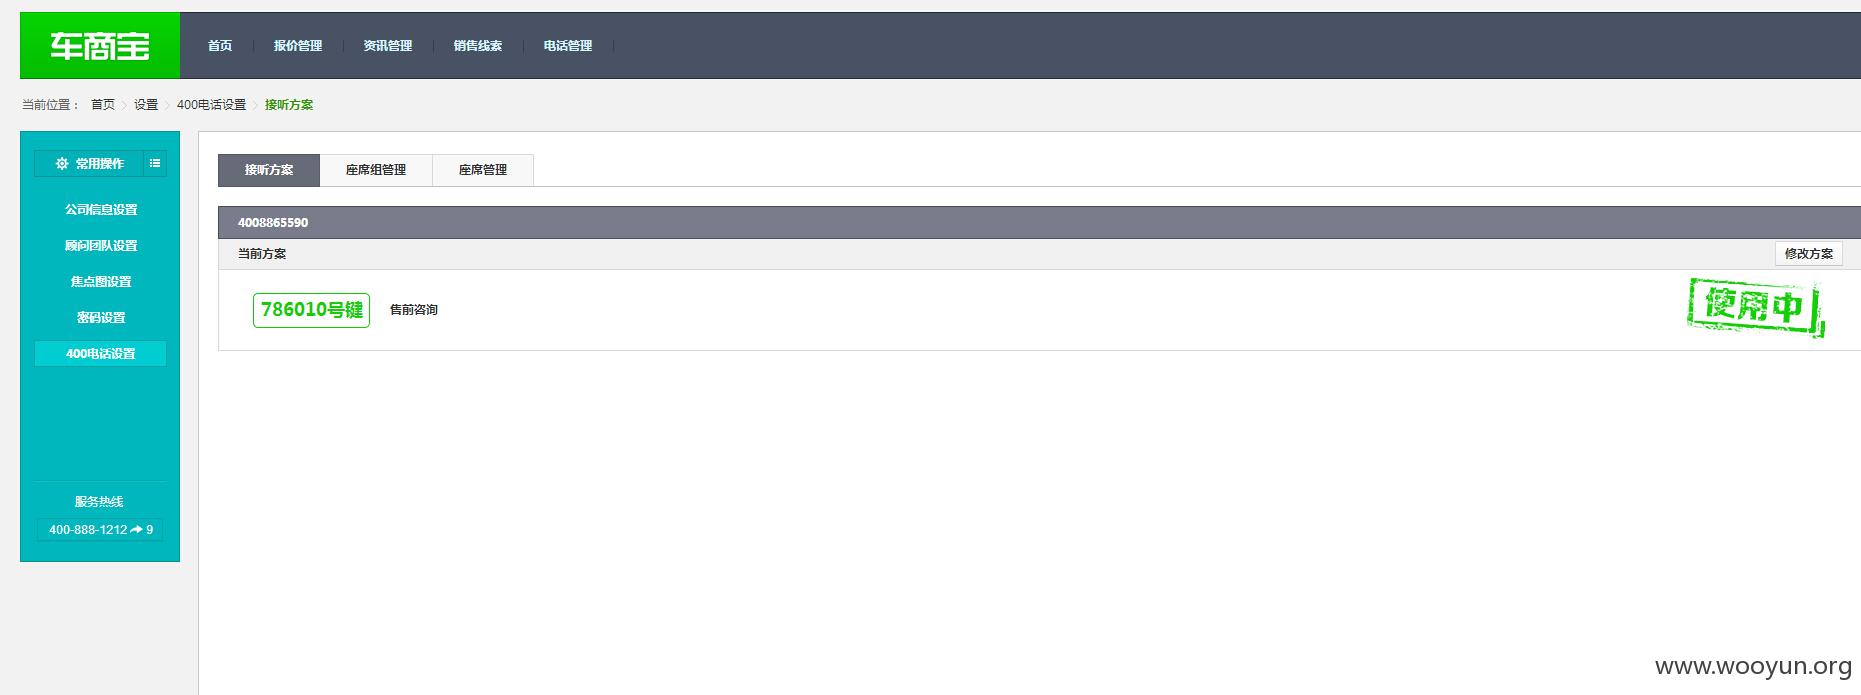 车商宝
首页 报价管理 资讯管理 销售线索 电话管理
当前位置： 首页 设置 400电话设置 接听方案
常用操作
公司信息设置
顾问团队设置
焦点图设置
密码设置
400电话设置
服务热线
400-888-1212 9
接听方案 座席组管理 座席管理
4008865590
当前方案 修改方案
786010号键 售前咨询 使用中
www.wooyun.org